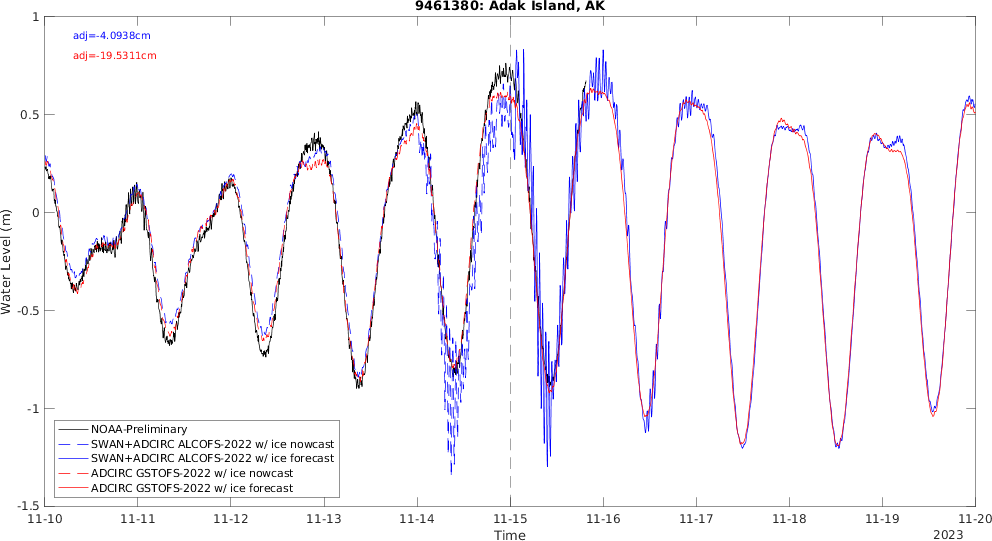 9461380: Adak Island, AK
adj=-4.0938cm
adj=-19.5311cm
1
0.5
0
-0.5
-1
-1.5
Water Level (m)
NOAA-Preliminary
SWAN+ADCIRC ALCOFS-2022 w/ ice nowcast
SWAN+ADCIRC ALCOFS-2022 w/ ice forecast
ADCIRC GSTOFS-2022 w/ ice nowcast
ADCIRC GSTOFS-2022 w/ ice forecast
11-10 11-11 11-12 11-13 11-14 11-15 11-16 11-17 11-18 11-19 11-20
Time
2023